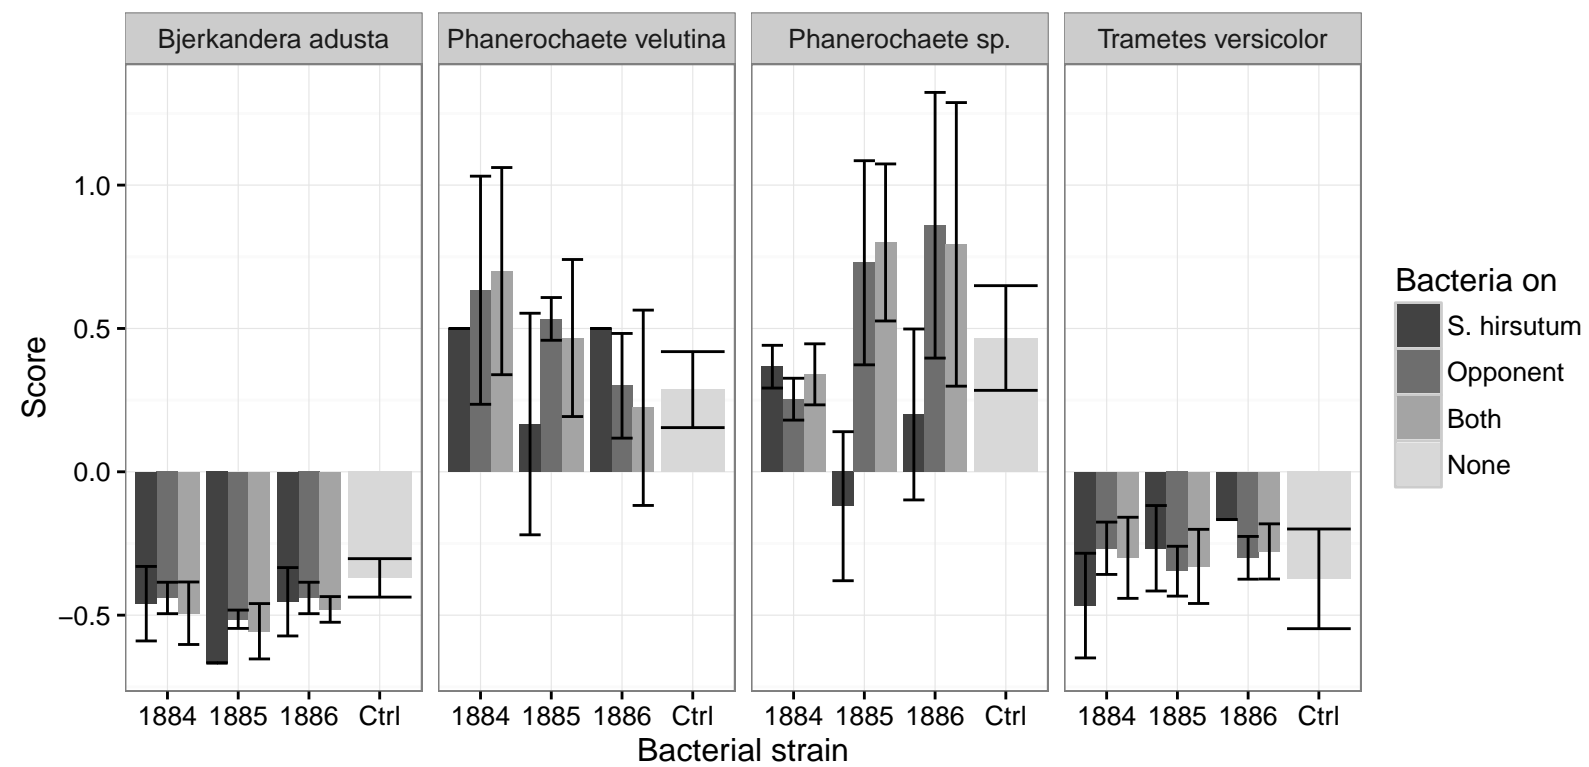 Bjerkandera adusta
Phanerochaete velutina
Phanerochaete sp.
Trametes versicolor
Score
1.0
0.5
0.0
−0.5
1884 1885 1886 Ctrl
1884 1885 1886 Ctrl
1884 1885 1886 Ctrl
1884 1885 1886 Ctrl
Bacterial strain
Bacteria on
S. hirsutum
Opponent
Both
None